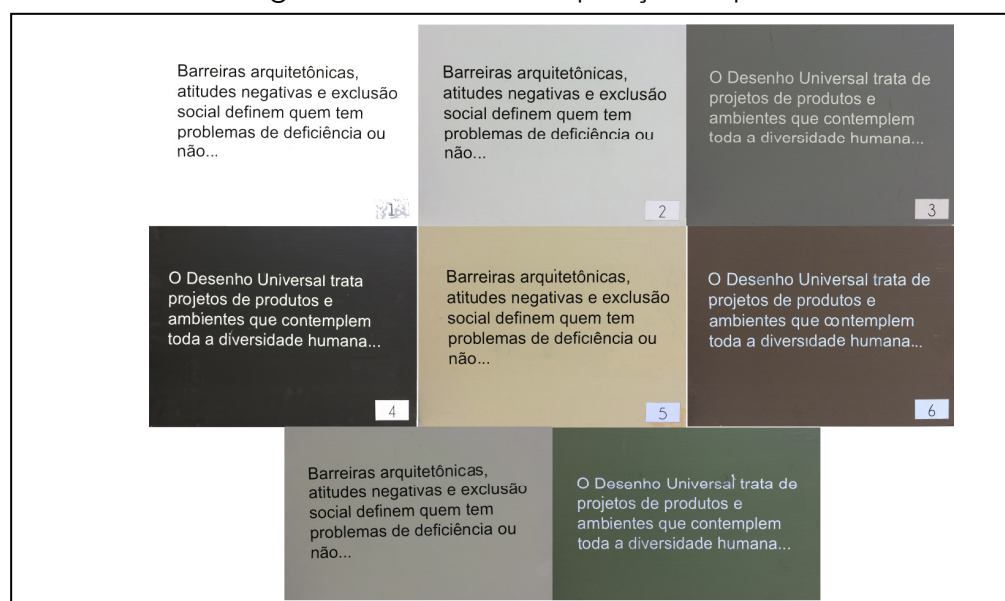 Barreiras arquitetônicas,
atitudes negativas e exclusão
social definem quem tem
problemas de deficiência ou
não...
1
Barreiras arquitetônicas,
atitudes negativas e exclusão
social definem quem tem
problemas de deficiência ou
não...
2
O Desenho Universal trata de
projetos de produtos e
ambientes que contemplem
toda a diversidade humana...
3
O Desenho Universal trata
projetos de produtos e
ambientes que contemplem
toda a diversidade humana...
4
Barreiras arquitetônicas,
atitudes negativas e exclusão
social definem quem tem
problemas de deficiência ou
não...
5
O Desenho Universal trata de
projetos de produtos e
ambientes que contemplem
toda a diversidade humana...
6
Barreiras arquitetônicas,
atitudes negativas e exclusão
social definem quem tem
problemas de deficiência ou
não...
O Desenho Universal trata de
projetos de produtos e
ambientes que contemplem
toda a diversidade humana...